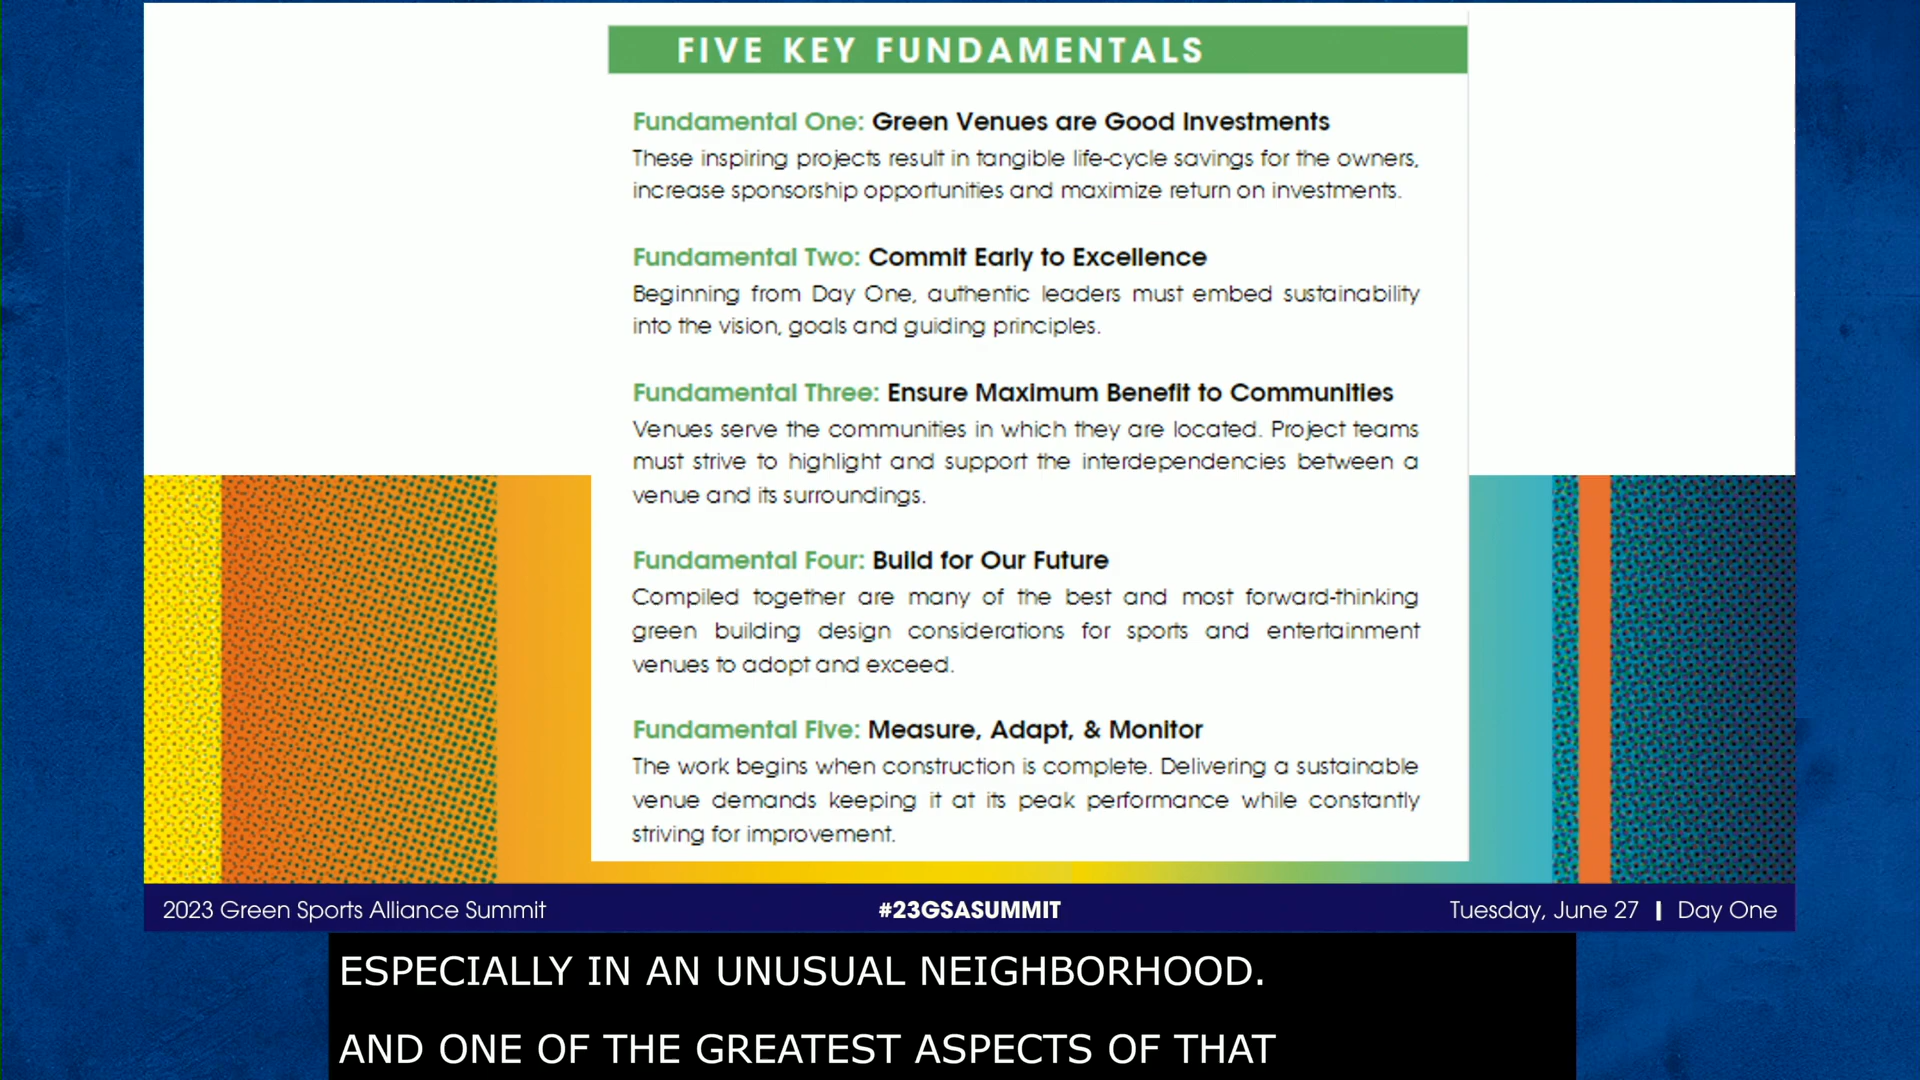 FIVE KEY FUNDAMENTALS
Fundamental One: Green Venues are Good Investments
These inspiring projects result in tangible life-cycle savings for the owners,
increase sponsorship opportunities and maximize return on investments.
Fundamental Two: Commit Early to Excellence
Beginning from Day One, authentic leaders must embed sustainability
into the vision, goals and guiding principles.
Fundamental Three: Ensure Maximum Benefit to Communities
Venues serve the communities in which they are located. Project teams
must strive to highlight and support the interdependencies between a
venue and its surroundings.
Fundamental Four: Build for Our Future
Compiled together are many of the best and most forward-thinking
green building design considerations for sports and entertainment
venues to adopt and exceed.
Fundamental Five: Measure, Adapt, & Monitor
The work begins when construction is complete. Delivering a sustainable
venue demands keeping it at its peak performance while constantly
striving for improvement.
2023 Green Sports Alliance Summit #23GSASUMMIT Tuesday, June 27 | Day One
ESPECIALLY IN AN UNUSUAL NEIGHBORHOOD.
AND ONE OF THE GREATEST ASPECTS OF THAT